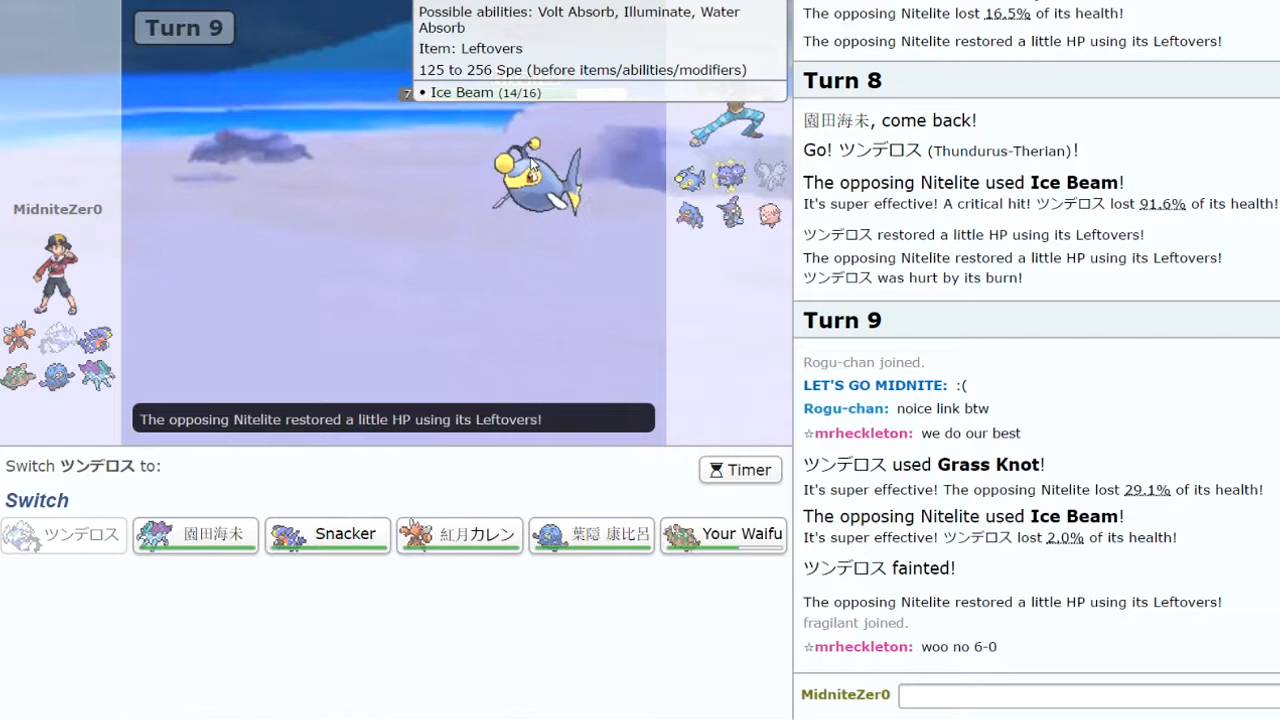 Turn 9
Possible abilities: Volt Absorb, Illuminate, Water
Absorb
Item: Leftovers
125 to 256 Spe (before items/abilities/modifiers)
• Ice Beam (14/16)
MidniteZer0
The opposing Nitelite restored a little HP using its Leftovers!
Switch ツンデロス to:
Timer
Switch
ツンデロス
園田海未
Snacker
紅月カレン
葉隠 康比呂
Your Waifu
The opposing Nitelite lost 16.5% of its health!
The opposing Nitelite restored a little HP using its Leftovers!
Turn 8
園田海未, come back!
Go! ツンデロス (Thundurus-Therian)!
The opposing Nitelite used Ice Beam!
It's super effective! A critical hit! ツンデロス lost 91.6% of its health!
ツンデロス restored a little HP using its Leftovers!
The opposing Nitelite restored a little HP using its Leftovers!
ツンデロス was hurt by its burn!
Turn 9
Rogu-chan joined.
LET'S GO MIDNITE: :(
Rogu-chan: noice link btw
☆mrheckleton: we do our best
ツンデロス used Grass Knot!
It's super effective! The opposing Nitelite lost 29.1% of its health!
The opposing Nitelite used Ice Beam!
It's super effective! ツンデロス lost 2.0% of its health!
ツンデロス fainted!
The opposing Nitelite restored a little HP using its Leftovers!
fragilant joined.
☆mrheckleton: woo no 6-0
MidniteZer0